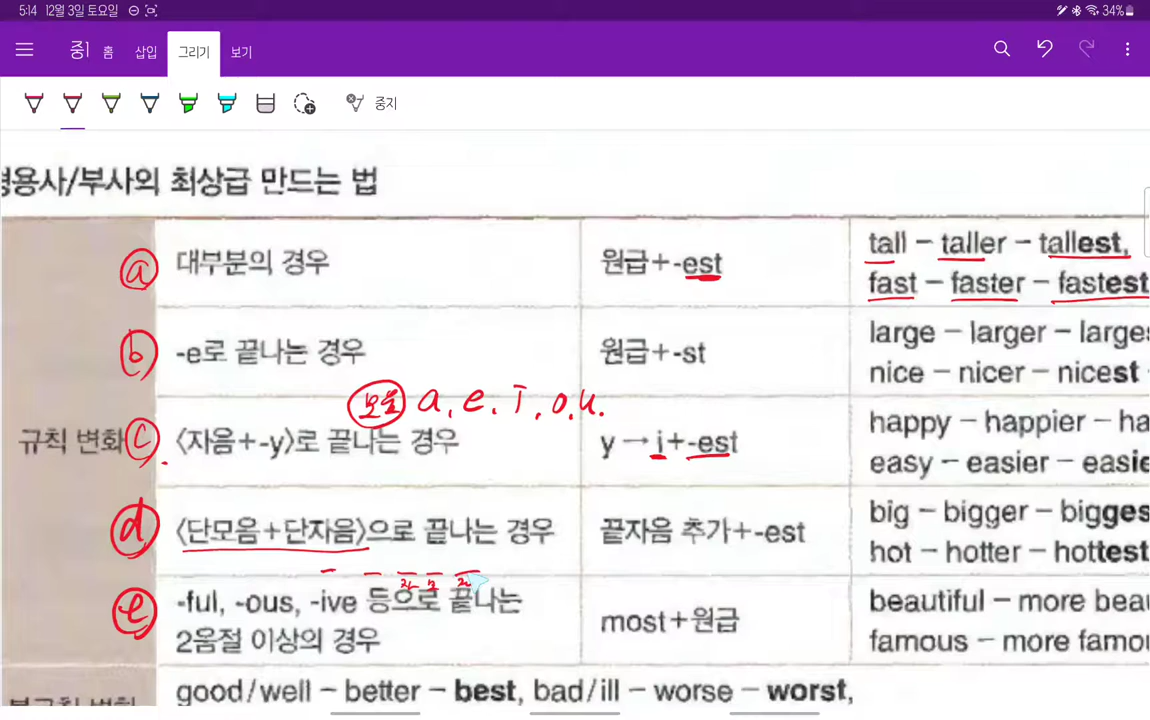 5:14 12월 3일 토요일 34%
중1 홈 삽입 그리기 보기
중지
형용사/부사의 최상급 만드는 법
ⓐ 대부분의 경우 원급+-est tall – taller – tallest,
fast – faster – fastest
ⓑ -e로 끝나는 경우 원급+-st large – larger – larges
nice – nicer – nicest
모음 a, e, i, o, u.
규칙 변화 ⓒ 〈자음+-y〉로 끝나는 경우 y → i+-est happy – happier – ha
easy – easier – easie
ⓓ 〈단모음+단자음〉으로 끝나는 경우 끝자음 추가+-est big – bigger – bigges
hot – hotter – hottest
ⓔ -ful, -ous, -ive 등으로 끝나는 most+원급 beautiful – more beau
2음절 이상의 경우 famous – more famo
good/well – better – best, bad/ill – worse – worst,